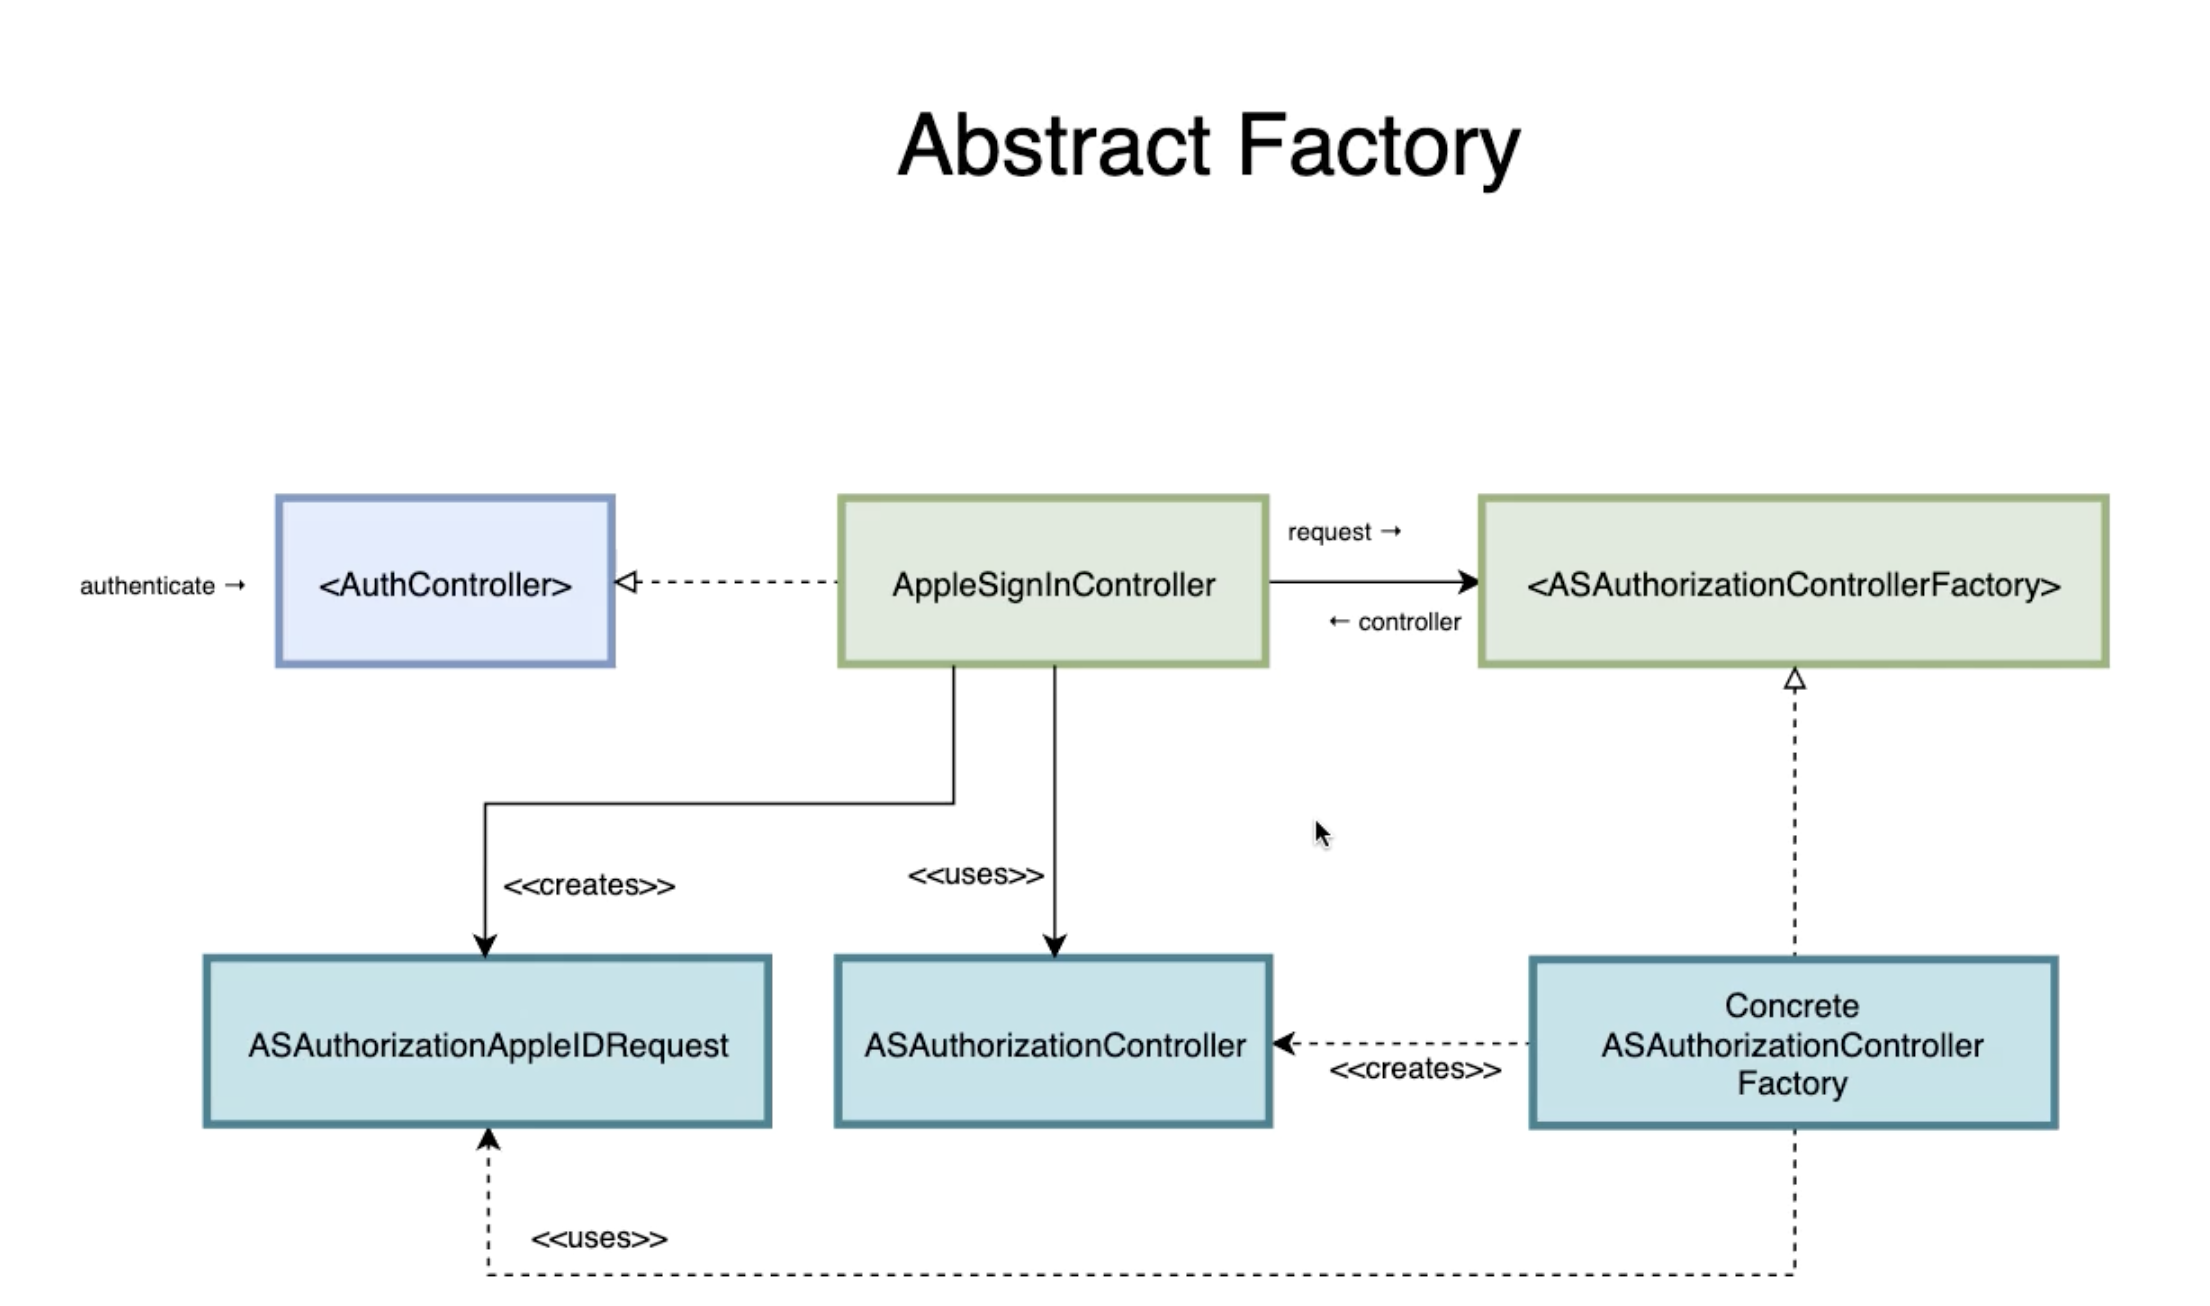 Abstract Factory
request →
authenticate →
<AuthController>
AppleSignInController
<ASAuthorizationControllerFactory>
← controller
<<creates>>
<<uses>>
ASAuthorizationAppleIDRequest
ASAuthorizationController
Concrete
ASAuthorizationController
Factory
<<creates>>
<<uses>>